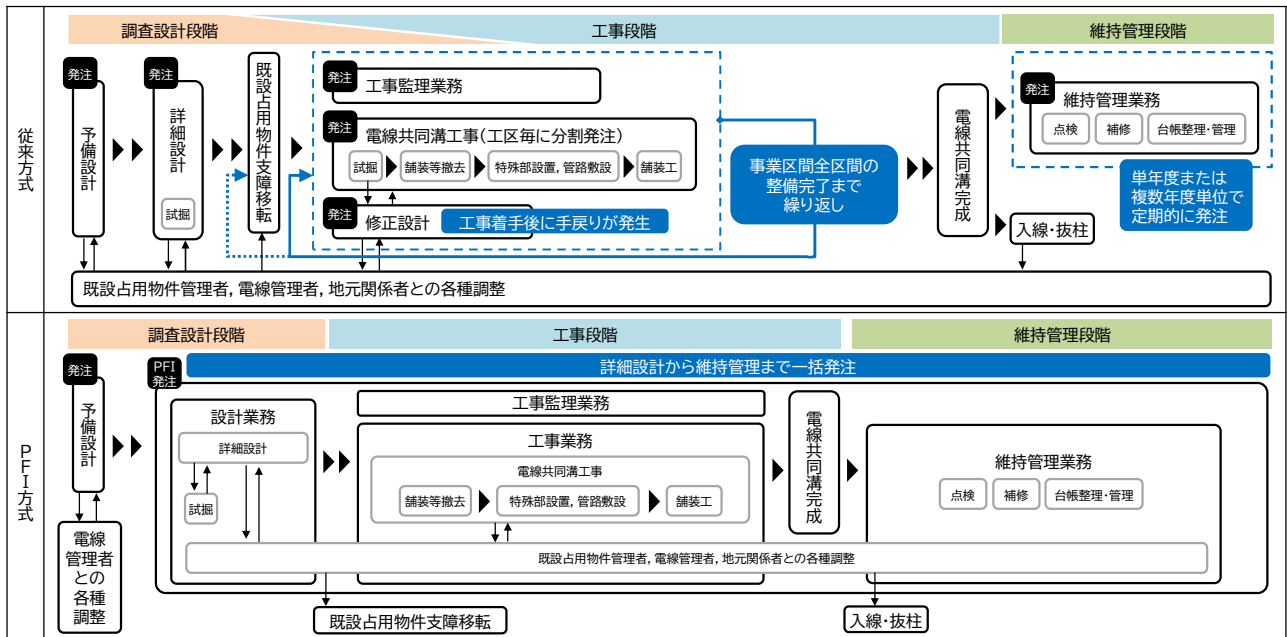 従来方式
調査設計段階
工事段階
維持管理段階
発注
予備設計
発注
詳細設計
試掘
既設占用物件支障移転
発注
工事監理業務
発注
電線共同溝工事(工区毎に分割発注)
試掘
舗装等撤去
特殊部設置,管路敷設
舗装工
発注
修正設計
工事着手後に手戻りが発生
事業区間全区間の
整備完了まで
繰り返し
電線共同溝完成
発注
維持管理業務
点検
補修
台帳整理・管理
単年度または
複数年度単位で
定期的に発注
入線・抜柱
既設占用物件管理者,電線管理者,地元関係者との各種調整
PFI方式
調査設計段階
工事段階
維持管理段階
発注
予備設計
電線
管理者
との
各種
調整
PFI
発注
詳細設計から維持管理まで一括発注
設計業務
詳細設計
試掘
工事監理業務
工事業務
電線共同溝工事
舗装等撤去
特殊部設置,管路敷設
舗装工
電線共同溝完成
維持管理業務
点検
補修
台帳整理・管理
既設占用物件管理者,電線管理者,地元関係者との各種調整
既設占用物件支障移転
入線・抜柱